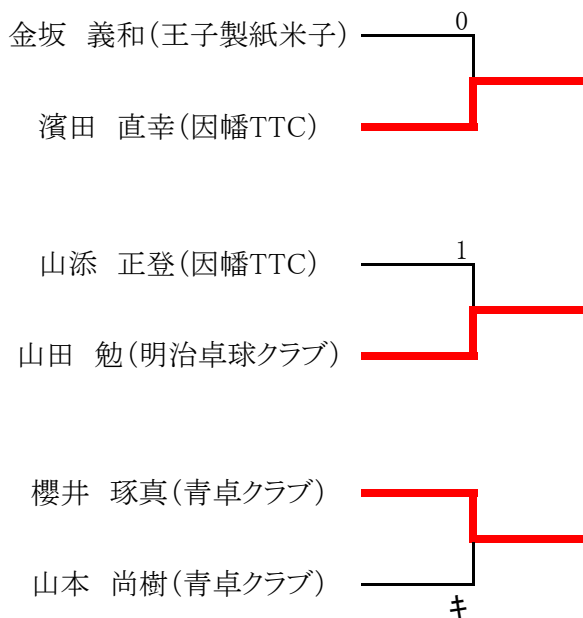 金坂　義和(王子製紙米子)
0
濱田　直幸(因幡TTC)
山添　正登(因幡TTC)
1
山田　勉(明治卓球クラブ)
櫻井　琢真(青卓クラブ)
山本　尚樹(青卓クラブ)
キ